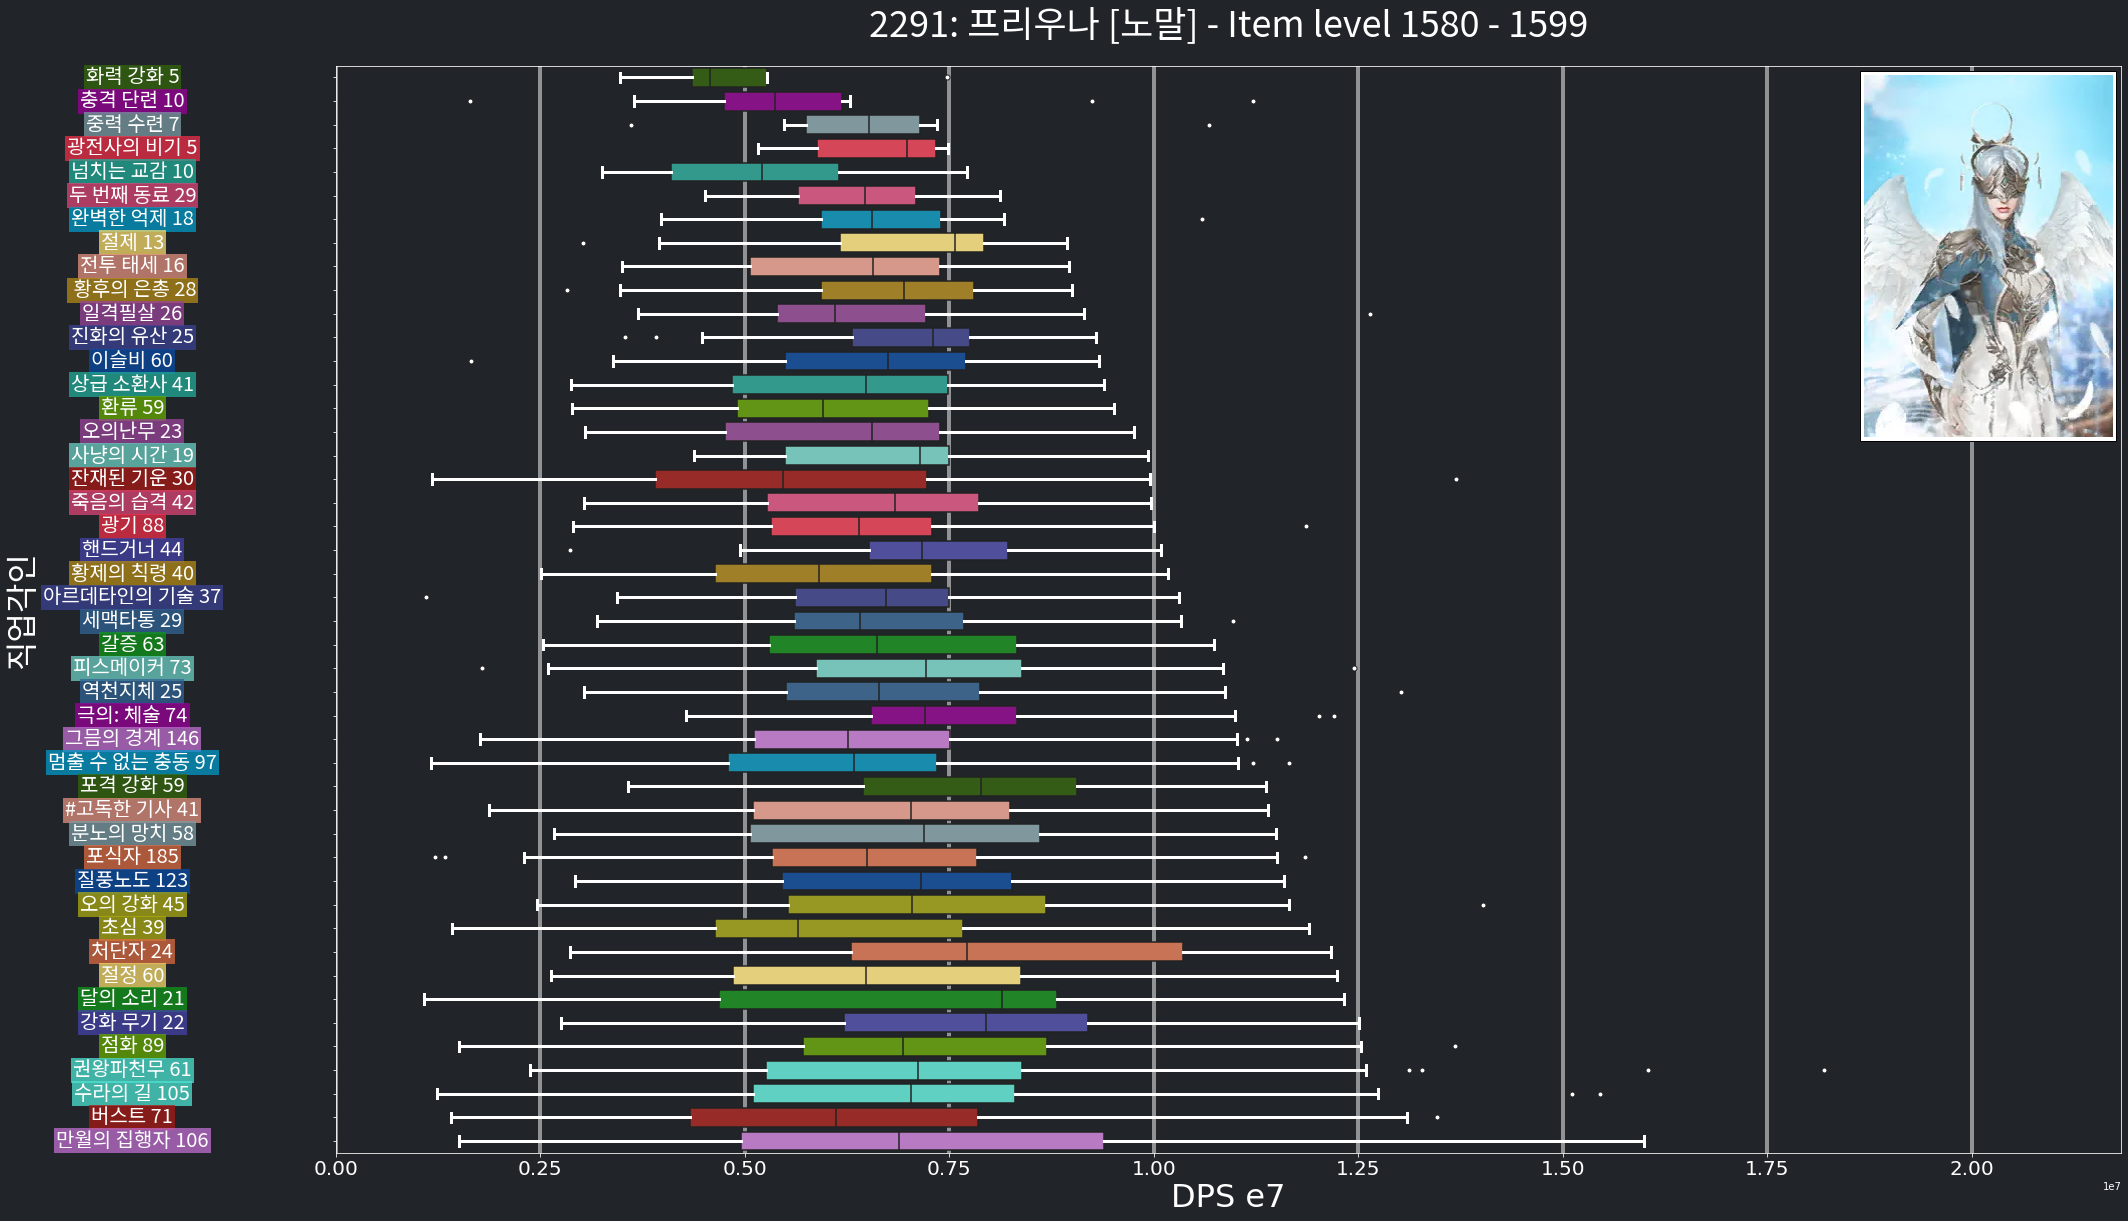 2291: 프리우나 [노말] - Item level 1580 - 1599
화력 강화 5
충격 단련 10
중력 수련 7
광전사의 비기 5
넘치는 교감 10
두 번째 동료 29
완벽한 억제 18
절제 13
전투 태세 16
황후의 은총 28
일격필살 26
진화의 유산 25
이슬비 60
상급 소환사 41
환류 59
오의난무 23
사냥의 시간 19
잔재된 기운 30
죽음의 습격 42
광기 88
핸드거너 44
황제의 칙령 40
아르데타인의 기술 37
세맥타통 29
갈증 63
피스메이커 73
역천지체 25
극의: 체술 74
그믐의 경계 146
멈출 수 없는 충동 97
포격 강화 59
#고독한 기사 41
분노의 망치 58
포식자 185
질풍노도 123
오의 강화 45
초심 39
처단자 24
절정 60
달의 소리 21
강화 무기 22
점화 89
권왕파천무 61
수라의 길 105
버스트 71
만월의 집행자 106
직업각인
0.00 0.25 0.50 0.75 1.00 1.25 1.50 1.75 2.00
1e7
DPS e7